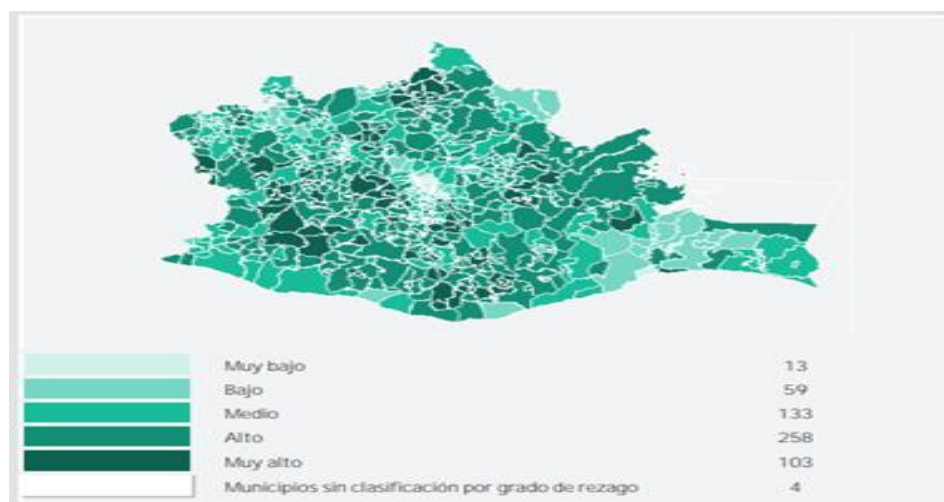 Muy bajo 13
Bajo 59
Medio 133
Alto 258
Muy alto 103
Municipios sin clasificación por grado de rezago 4